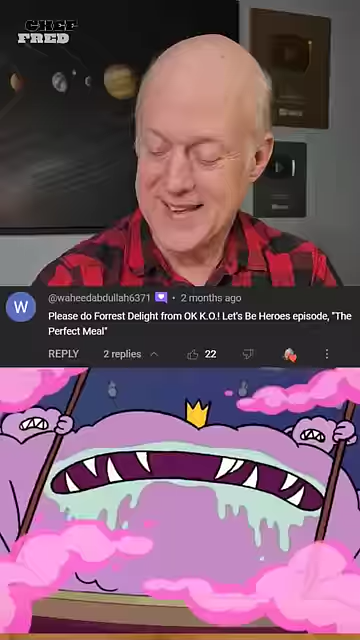 CHEF
FRED
W
@waheedabdullah6371 • 2 months ago
Please do Forrest Delight from OK K.O.! Let's Be Heroes episode, "The
Perfect Meal"
REPLY 2 replies 22